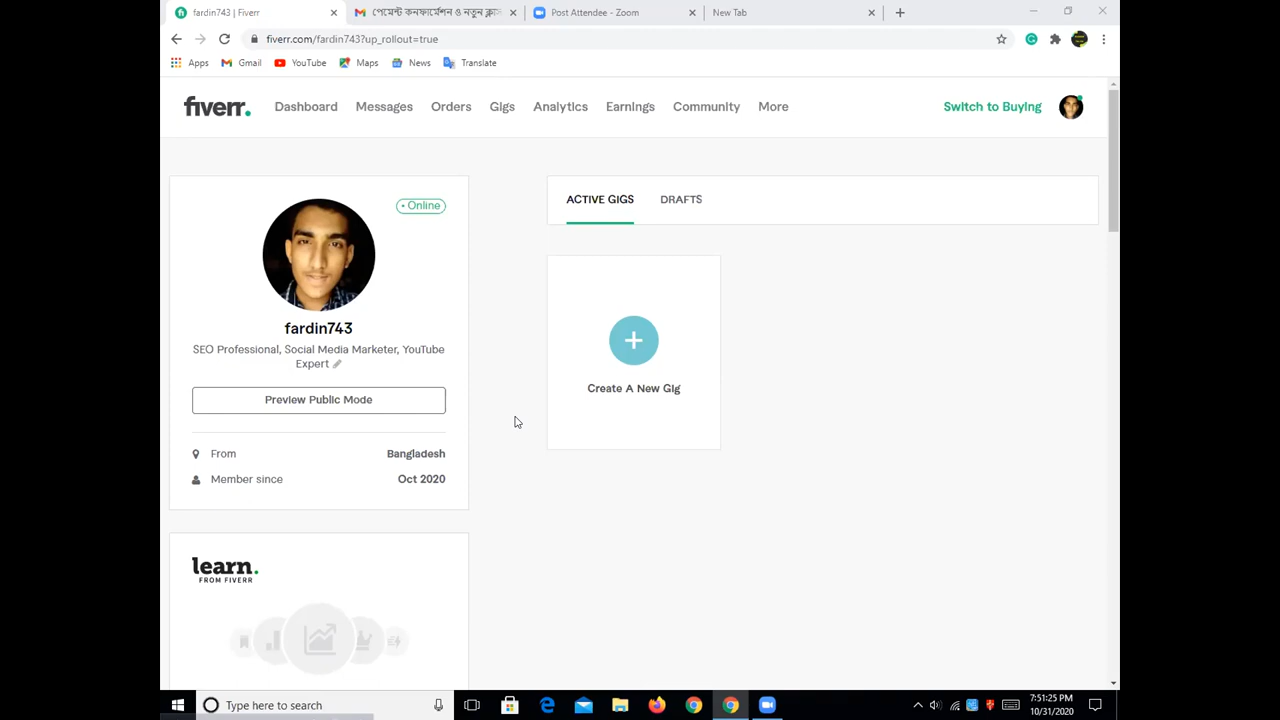 fardin743 | Fiverr
পেমেন্ট কনফার্মেশন ও নতুন ক্লাস
Post Attendee - Zoom
New Tab
fiverr.com/fardin743?up_rollout=true
Apps
Gmail
YouTube
Maps
News
Translate
fiverr.
Dashboard
Messages
Orders
Gigs
Analytics
Earnings
Community
More
Switch to Buying
Online
fardin743
SEO Professional, Social Media Marketer, YouTube
Expert
Preview Public Mode
From
Bangladesh
Member since
Oct 2020
ACTIVE GIGS
DRAFTS
Create A New Gig
learn.
FROM FIVERR
Type here to search
7:51:25 PM
10/31/2020